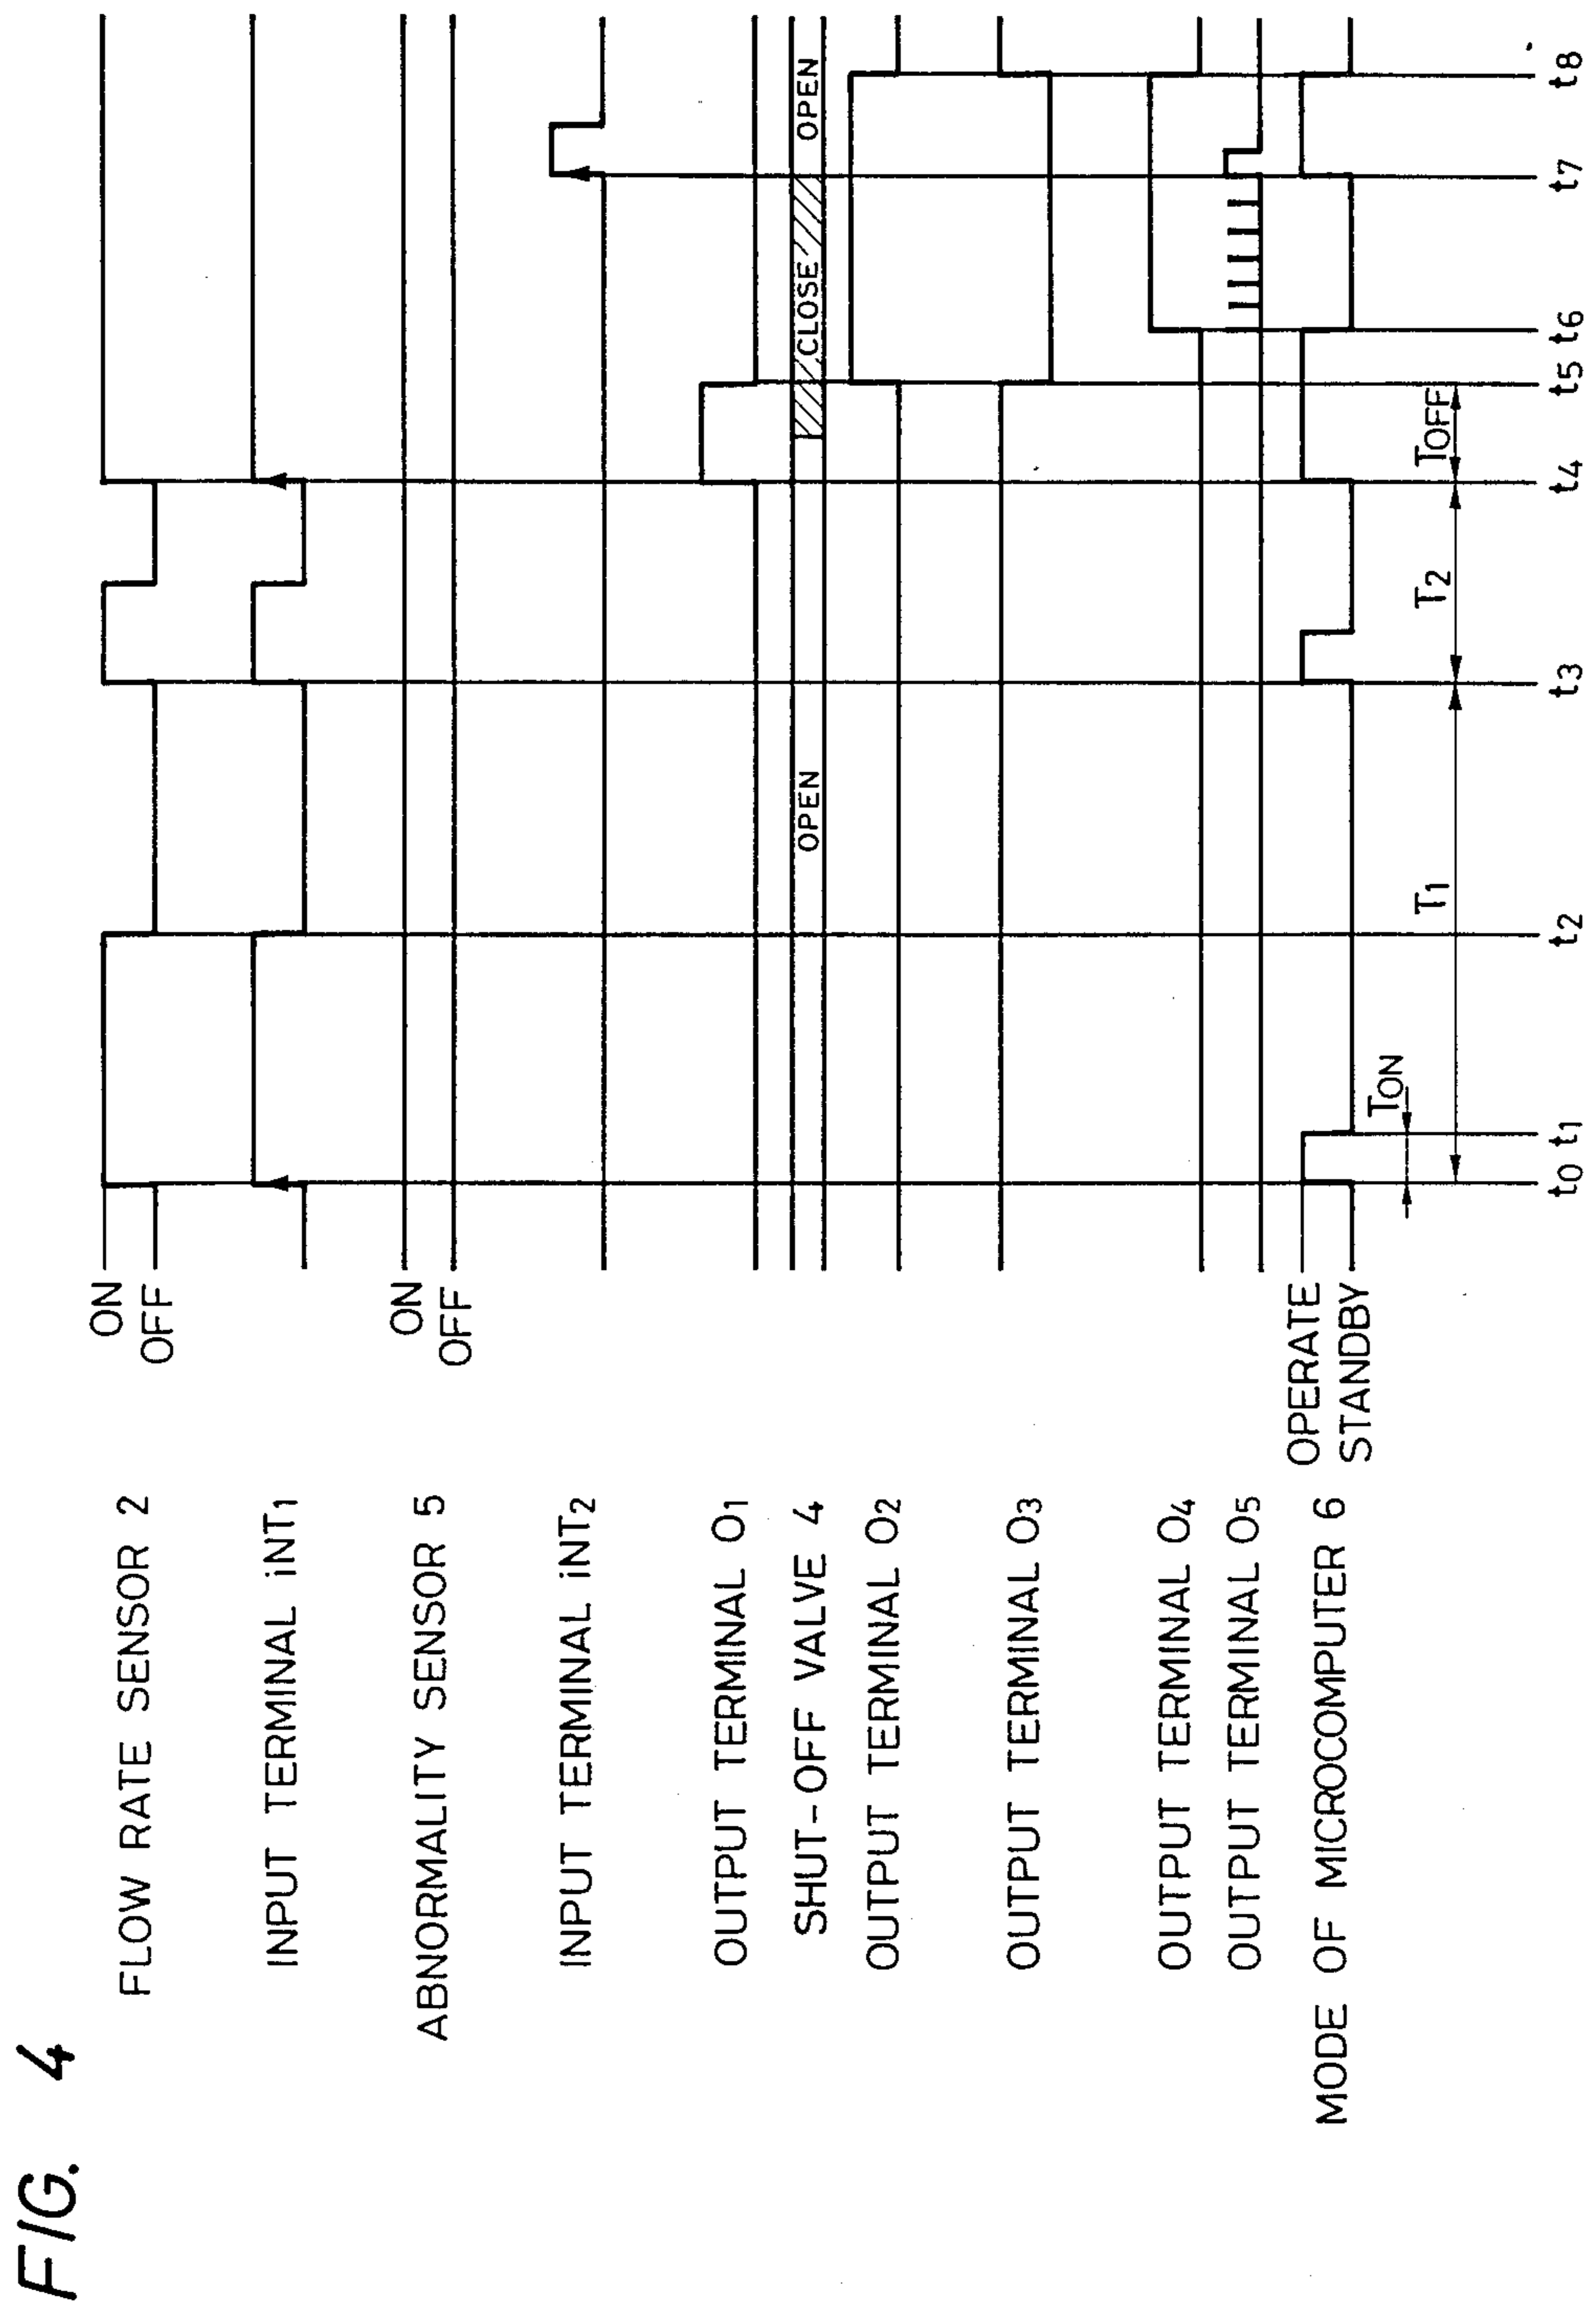 FIG. 4
FLOW RATE SENSOR 2 ON
OFF
INPUT TERMINAL iNT1
ABNORMALITY SENSOR 5 ON
OFF
INPUT TERMINAL iNT2
OUTPUT TERMINAL O1
SHUT-OFF VALVE 4 OPEN CLOSE OPEN
OUTPUT TERMINAL O2
OUTPUT TERMINAL O3
OUTPUT TERMINAL O4
OUTPUT TERMINAL O5
MODE OF MICROCOMPUTER 6 OPERATE
STANDBY
TON T1 T2 TOFF
t0 t1 t2 t3 t4 t5 t6 t7 t8